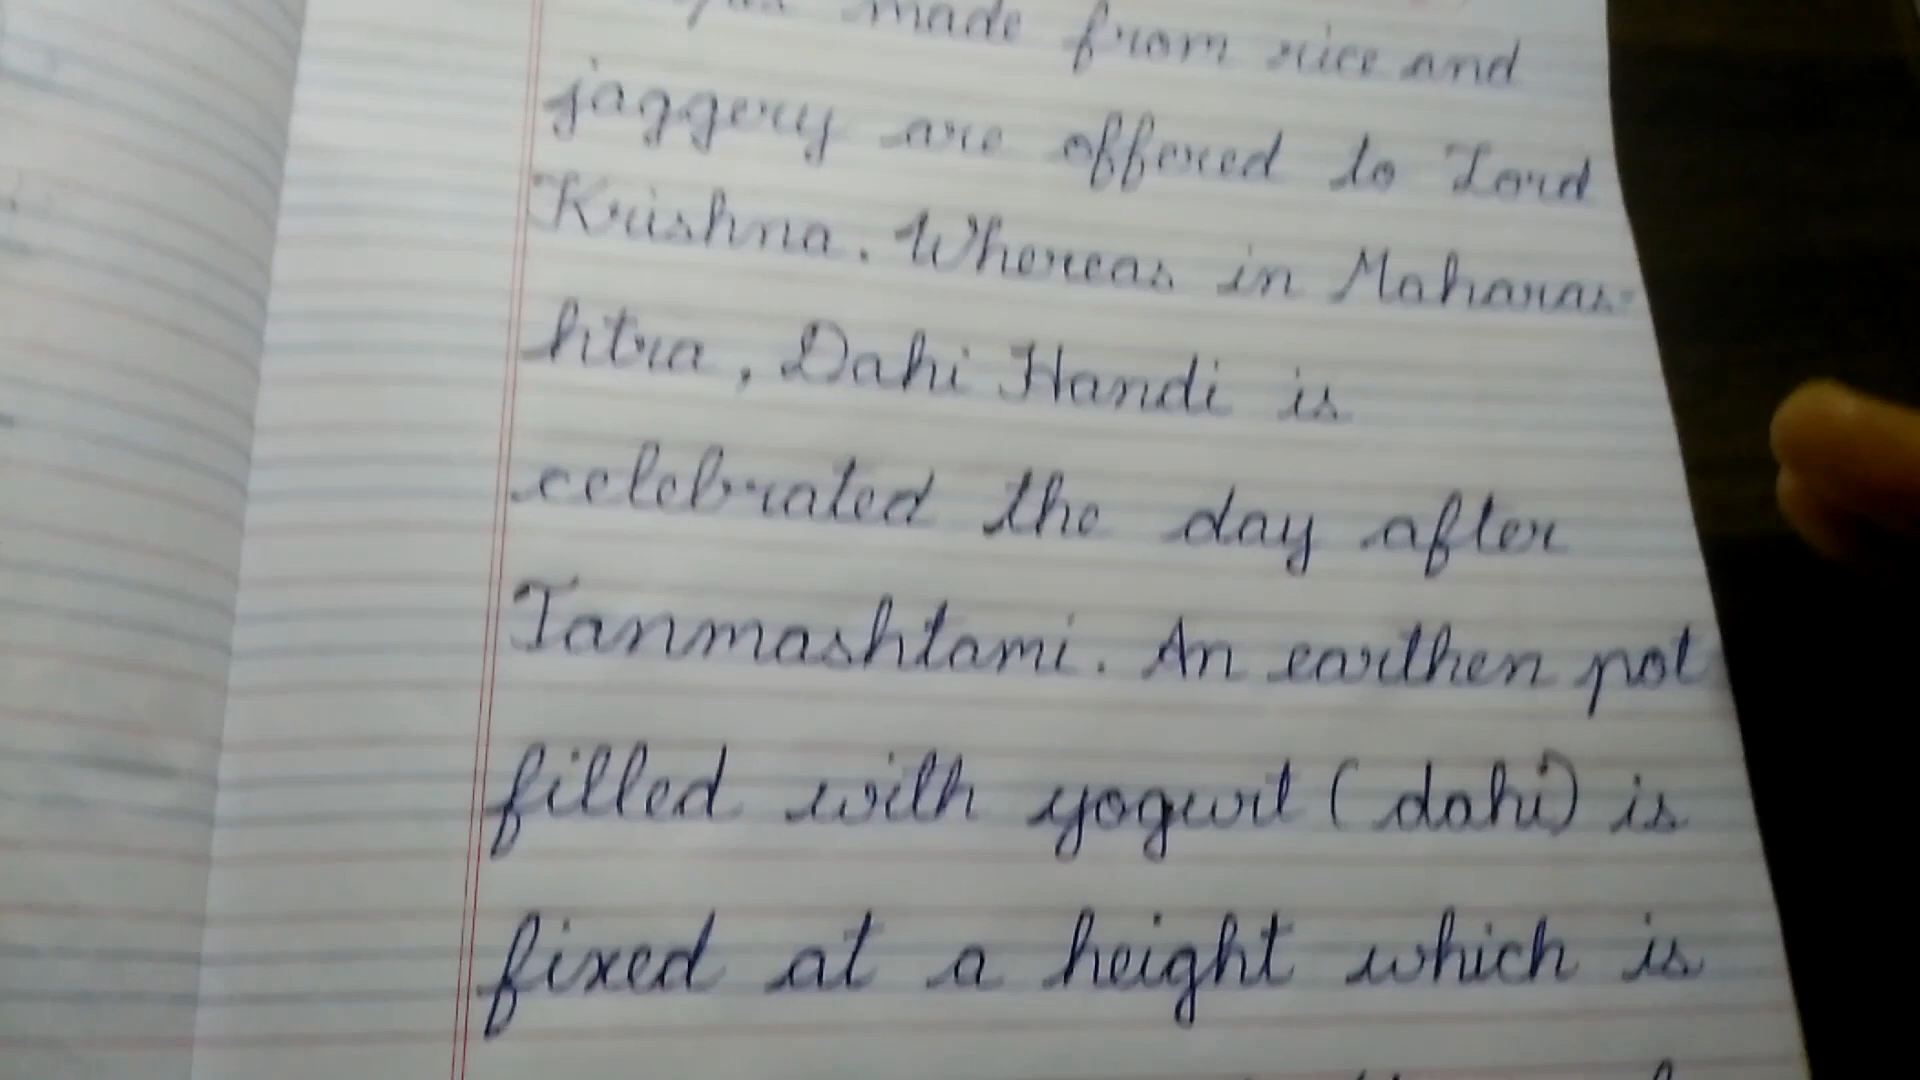 made from rice and
jaggery are offered to Lord
Krishna. Whereas in Maharas-
htra, Dahi Handi is
celebrated the day after
Janmashtami. An earthen pot
filled with yogurt (dahi) is
fixed at a height which is